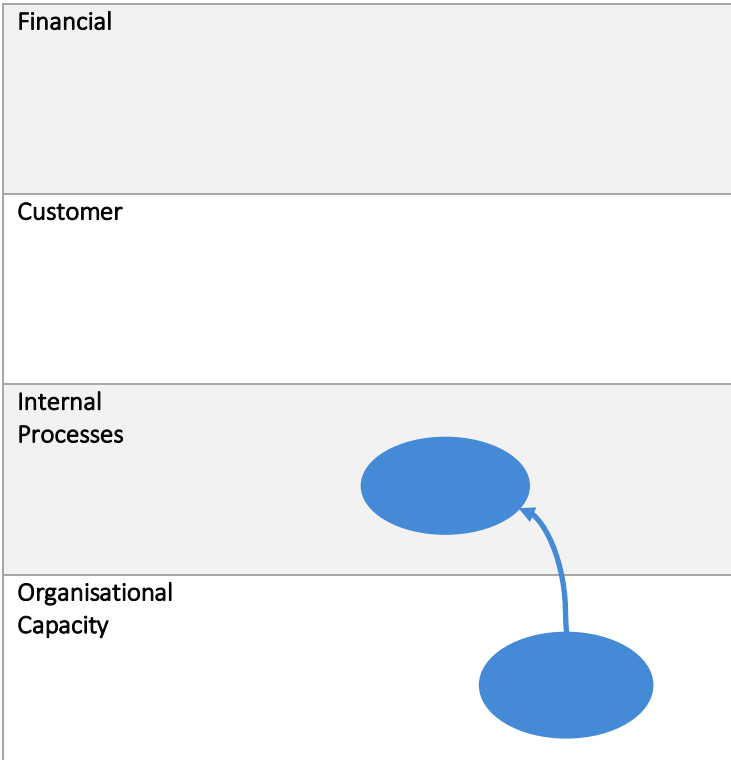 Financial
Customer
Internal
Processes
Organisational
Capacity